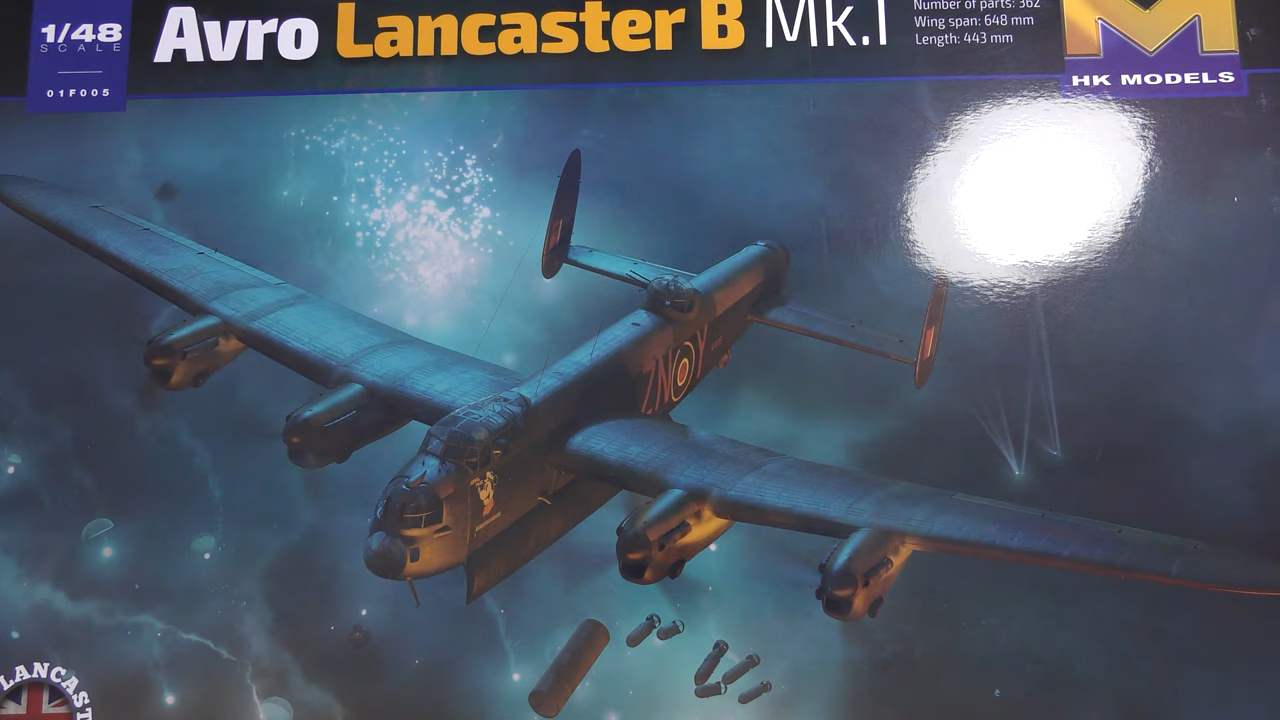 1/48
SCALE
01F005
Avro Lancaster B Mk.I
Number of parts: 362
Wing span: 648 mm
Length: 443 mm
HK MODELS
ZN Y
LANCAST